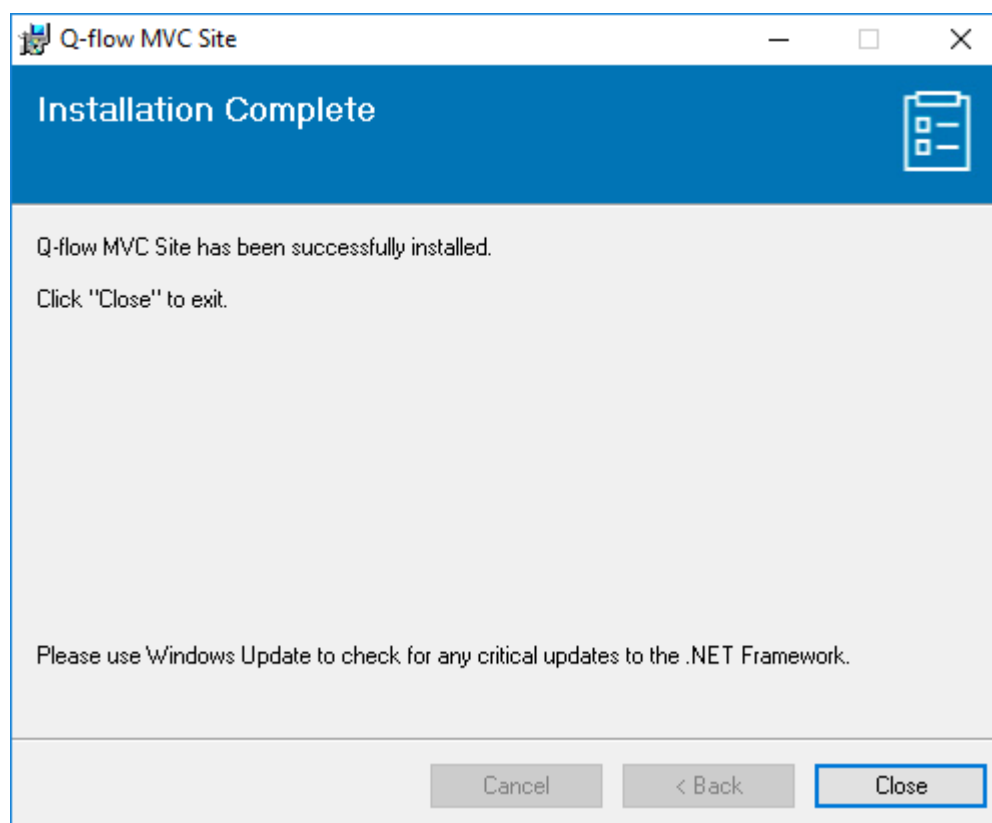 Q-flow MVC Site
Installation Complete
Q-flow MVC Site has been successfully installed.
Click "Close" to exit.
Please use Windows Update to check for any critical updates to the .NET Framework.
Cancel
< Back
Close